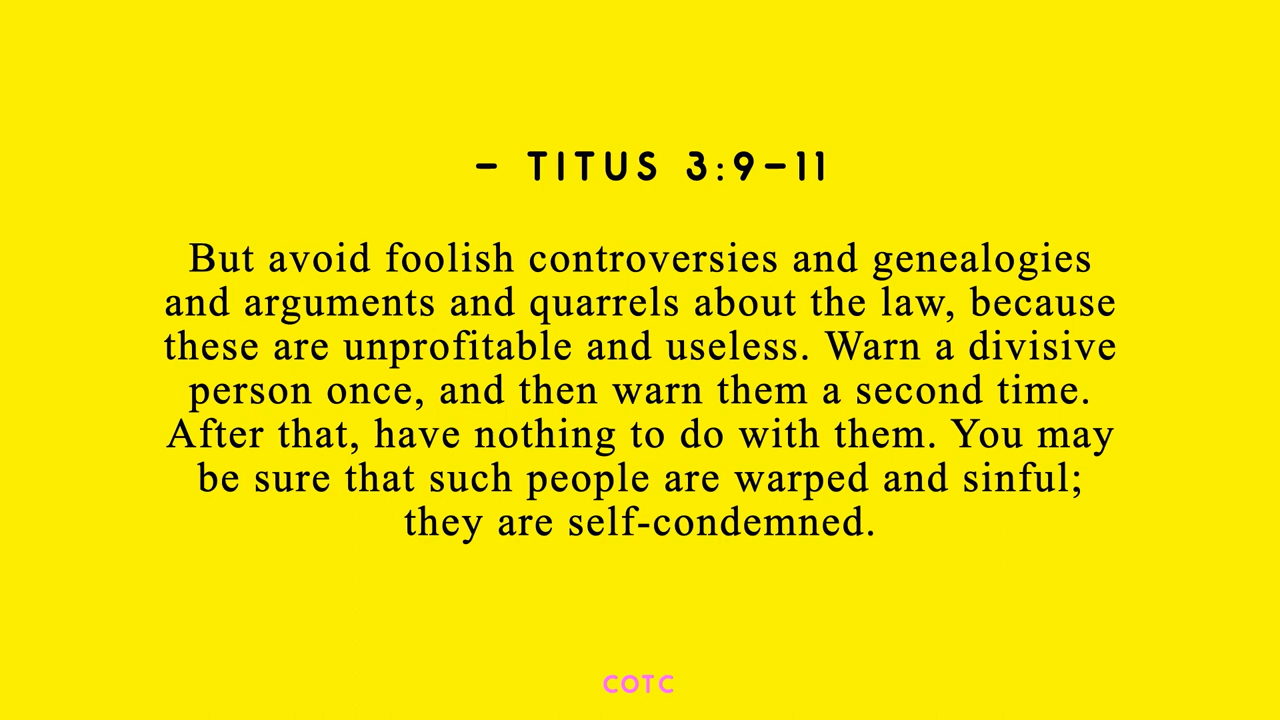 – TITUS 3:9–11
But avoid foolish controversies and genealogies
and arguments and quarrels about the law, because
these are unprofitable and useless. Warn a divisive
person once, and then warn them a second time.
After that, have nothing to do with them. You may
be sure that such people are warped and sinful;
they are self-condemned.
COTC